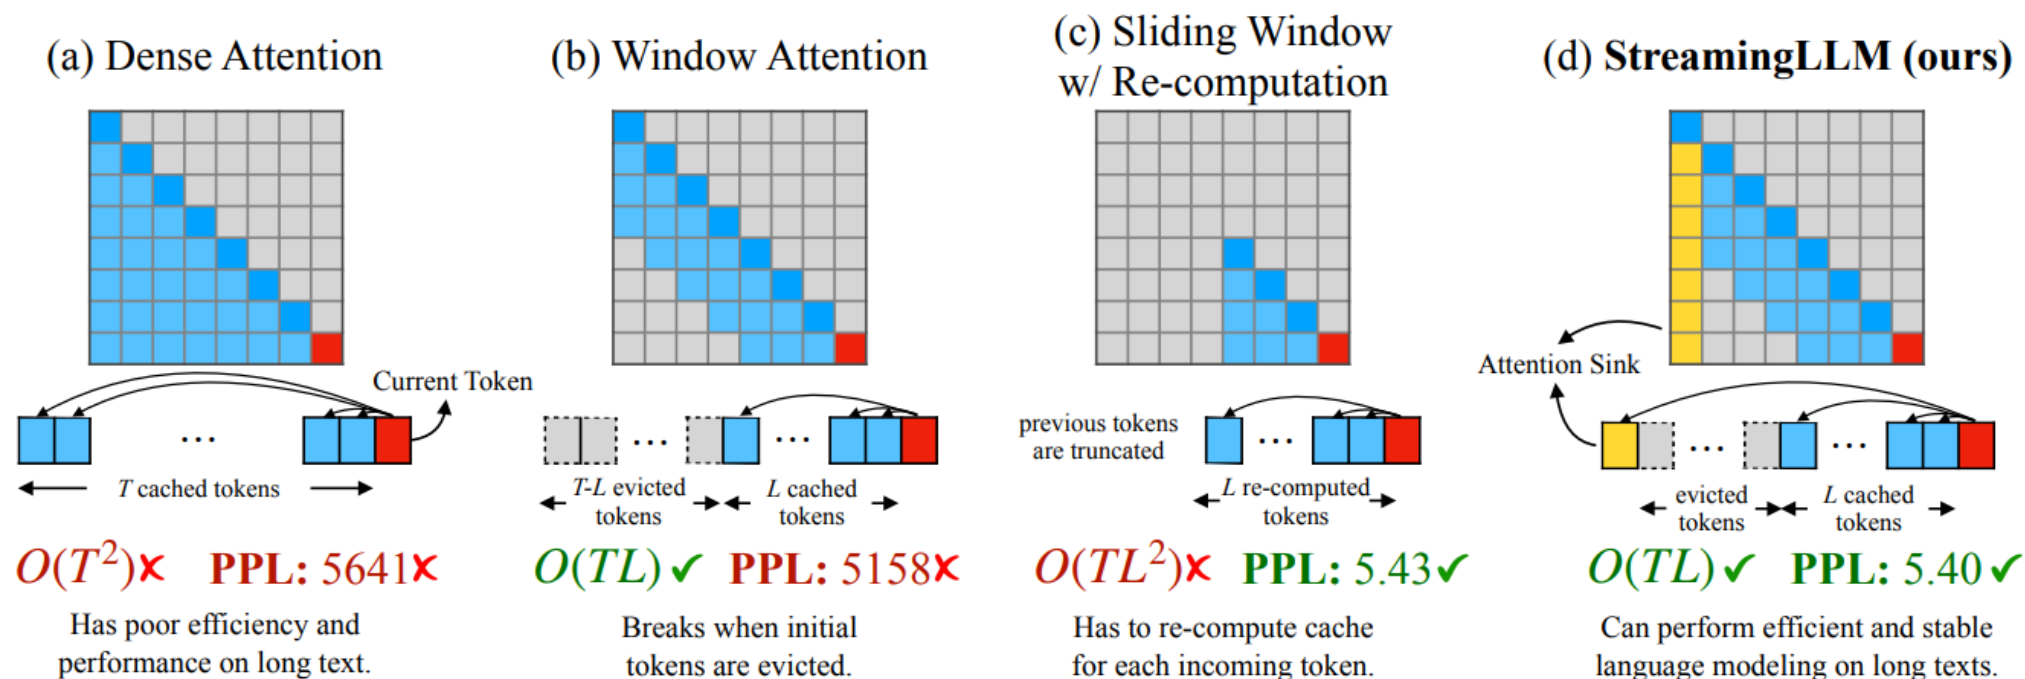 (a) Dense Attention
Current Token
...
T cached tokens
O(T²)✗ PPL: 5641✗
Has poor efficiency and
performance on long text.
(b) Window Attention
... ...
T-L evicted
tokens
L cached
tokens
O(TL)✓ PPL: 5158✗
Breaks when initial
tokens are evicted.
(c) Sliding Window
w/ Re-computation
previous tokens
are truncated
...
L re-computed
tokens
O(TL²)✗ PPL: 5.43✓
Has to re-compute cache
for each incoming token.
(d) StreamingLLM (ours)
Attention Sink
... ...
evicted
tokens
L cached
tokens
O(TL)✓ PPL: 5.40✓
Can perform efficient and stable
language modeling on long texts.